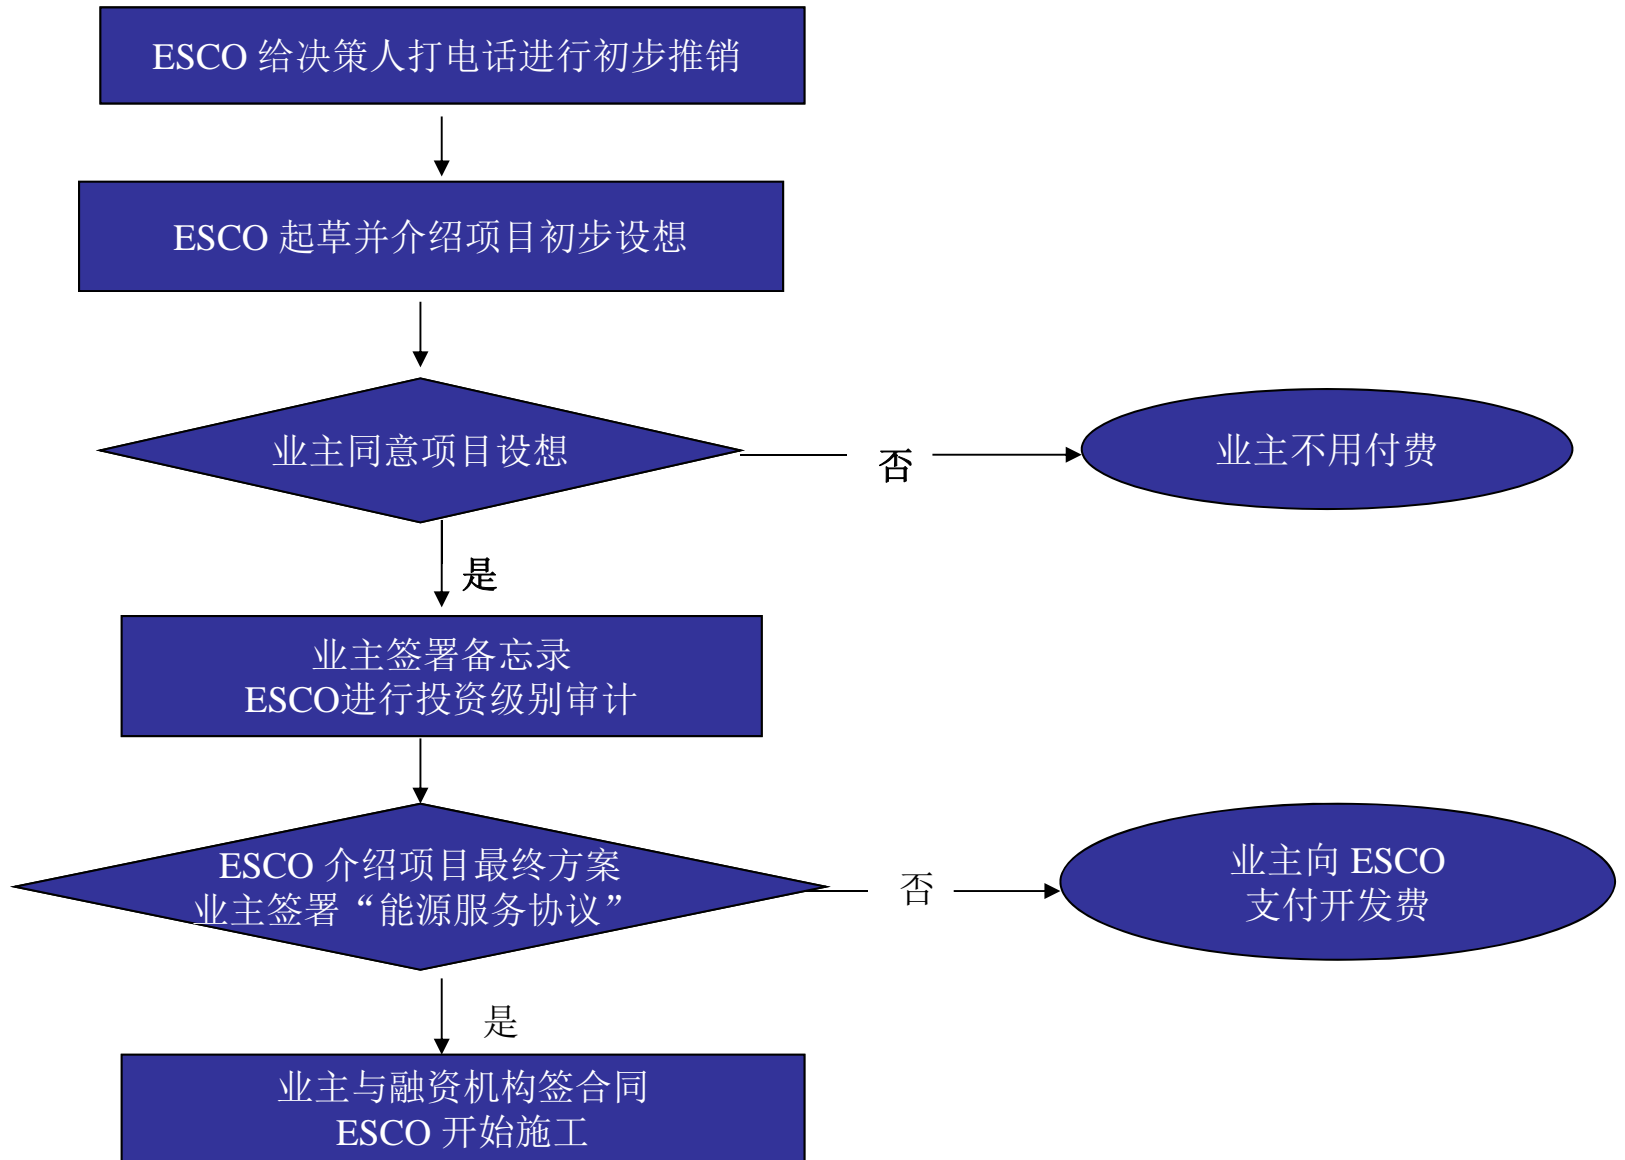 ESCO 给决策人打电话进行初步推销
ESCO 起草并介绍项目初步设想
业主同意项目设想
否
业主不用付费
是
业主签署备忘录
ESCO进行投资级别审计
ESCO 介绍项目最终方案
业主签署“能源服务协议”
否
业主向 ESCO
支付开发费
是
业主与融资机构签合同
ESCO 开始施工